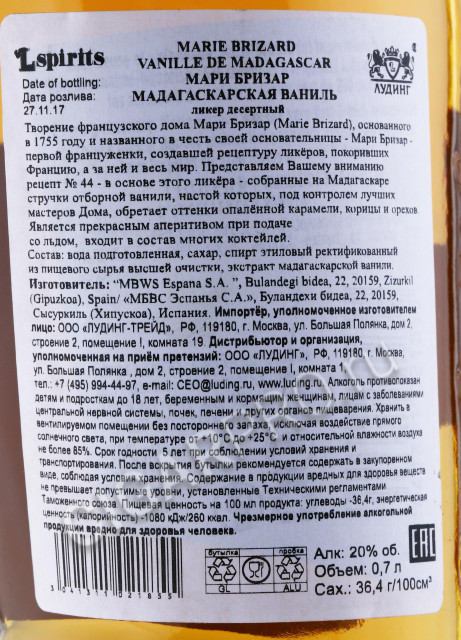 Lspirits
Date of bottling:
Дата розлива:
27.11.17
MARIE BRIZARD
VANILLE DE MADAGASCAR
МАРИ БРИЗАР
МАДАГАСКАРСКАЯ ВАНИЛЬ
ликер десертный
ЛУДИНГ
Творение французского дома Мари Бризар (Marie Brizard), основанного
в 1755 году и названного в честь своей основательницы - Мари Бризар -
первой француженки, создавшей рецептуру ликёров, покоривших
Францию, а за ней и весь мир. Представляем Вашему вниманию
рецепт № 44 - в основе этого ликёра - собранные на Мадагаскаре
стручки отборной ванили, настой которых, под контролем лучших
мастеров Дома, обретает оттенки опалённой карамели, корицы и орехов
Является прекрасным аперитивом при подаче
со льдом, входит в состав многих коктейлей.
Состав: вода подготовленная, сахар, спирт этиловый ректификованный
из пищевого сырья высшей очистки, экстракт мадагаскарской ванили.
Изготовитель: "MBWS Espana S.A. ", Bulandegi bidea, 22, 20159, Zizurkil
(Gipuzkoa), Spain/ «МБВС Эспанья С.А.», Буландехи бидеа, 22, 20159,
Сысуркиль (Хипускоа), Испания. Импортёр, уполномоченное изготовителем
лицо: ООО «ЛУДИНГ-ТРЕЙД», РФ, 119180, г. Москва, ул. Большая Полянка, дом 2,
строение 2, помещение I, комната 19. Дистрибьютор и организация,
уполномоченная на приём претензий: ООО «ЛУДИНГ», РФ, 119180, г. Москва,
ул. Большая Полянка, дом 2, строение 2, помещение I, комната 1
тел.: +7 (495) 994-44-97, e-mail: CEO@luding.ru, www.luding.ru. Алкоголь противопоказан
детям и подросткам до 18 лет, беременным и кормящим женщинам, лицам с заболеваниями
центральной нервной системы, почек, печени и других органов пищеварения. Хранить в
вентилируемом помещении без постороннего запаха, исключая воздействие прямого
солнечного света, при температуре от +10°C до +25°C и относительной влажности воздуха
не более 85%. Срок годности 5 лет при соблюдении условий хранения и
транспортирования. После вскрытия бутылки рекомендуется содержать в закупоренном
виде, соблюдая условия хранения. Содержание в продукции вредных для здоровья веществ
не превышает допустимые уровни, установленные Техническими регламентами
Таможенного союза. Пищевая ценность на 100 мл продукта: углеводы -36,4г, энергетическая
ценность (калорийность)-1080 кДж/260 ккал. Чрезмерное употребление алкогольной
продукции вредно для здоровья человека.
бутылка
пробка
GL
ALU
3 041311 021855
Алк: 20% об.
Объем: 0,7 л
Сах.: 36,4 г/100см³
EAC